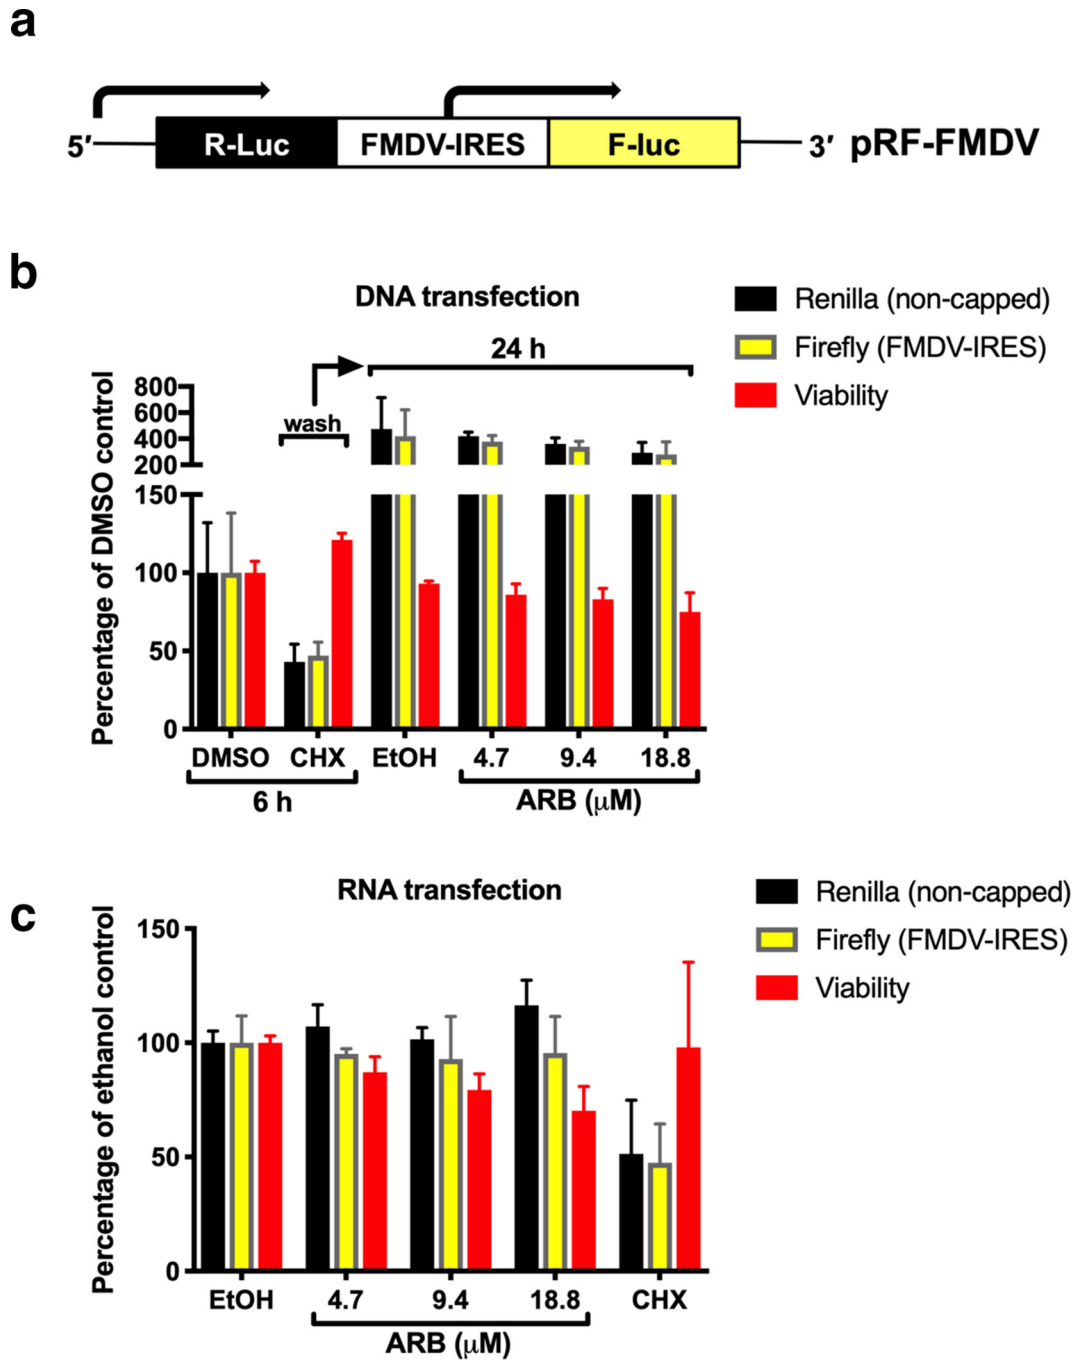 a
5′ R-Luc FMDV-IRES F-luc 3′ pRF-FMDV
b
DNA transfection
Renilla (non-capped)
Firefly (FMDV-IRES)
Viability
24 h
wash
Percentage of DMSO control
800
600
400
200
150
100
50
0
DMSO CHX EtOH 4.7 9.4 18.8
6 h ARB (μM)
c
RNA transfection
Renilla (non-capped)
Firefly (FMDV-IRES)
Viability
Percentage of ethanol control
150
100
50
0
EtOH 4.7 9.4 18.8 CHX
ARB (μM)